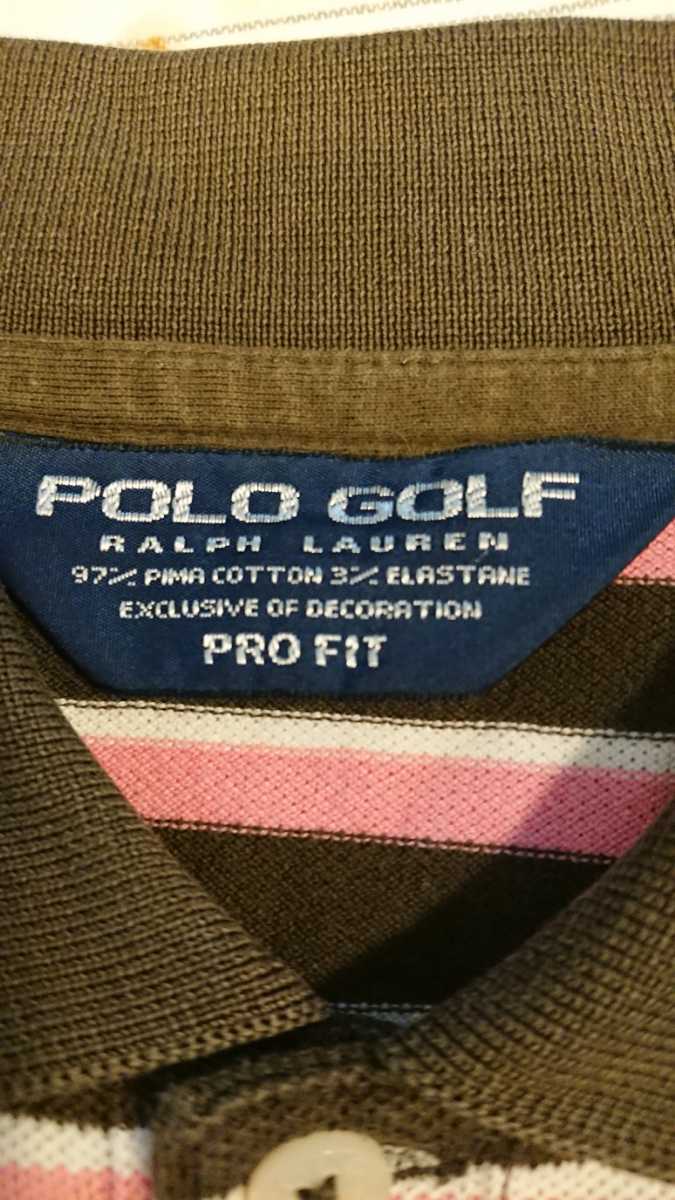 POLO GOLF
RALPH LAUREN
97% PIMA COTTON 3% ELASTANE
EXCLUSIVE OF DECORATION
PRO FIT